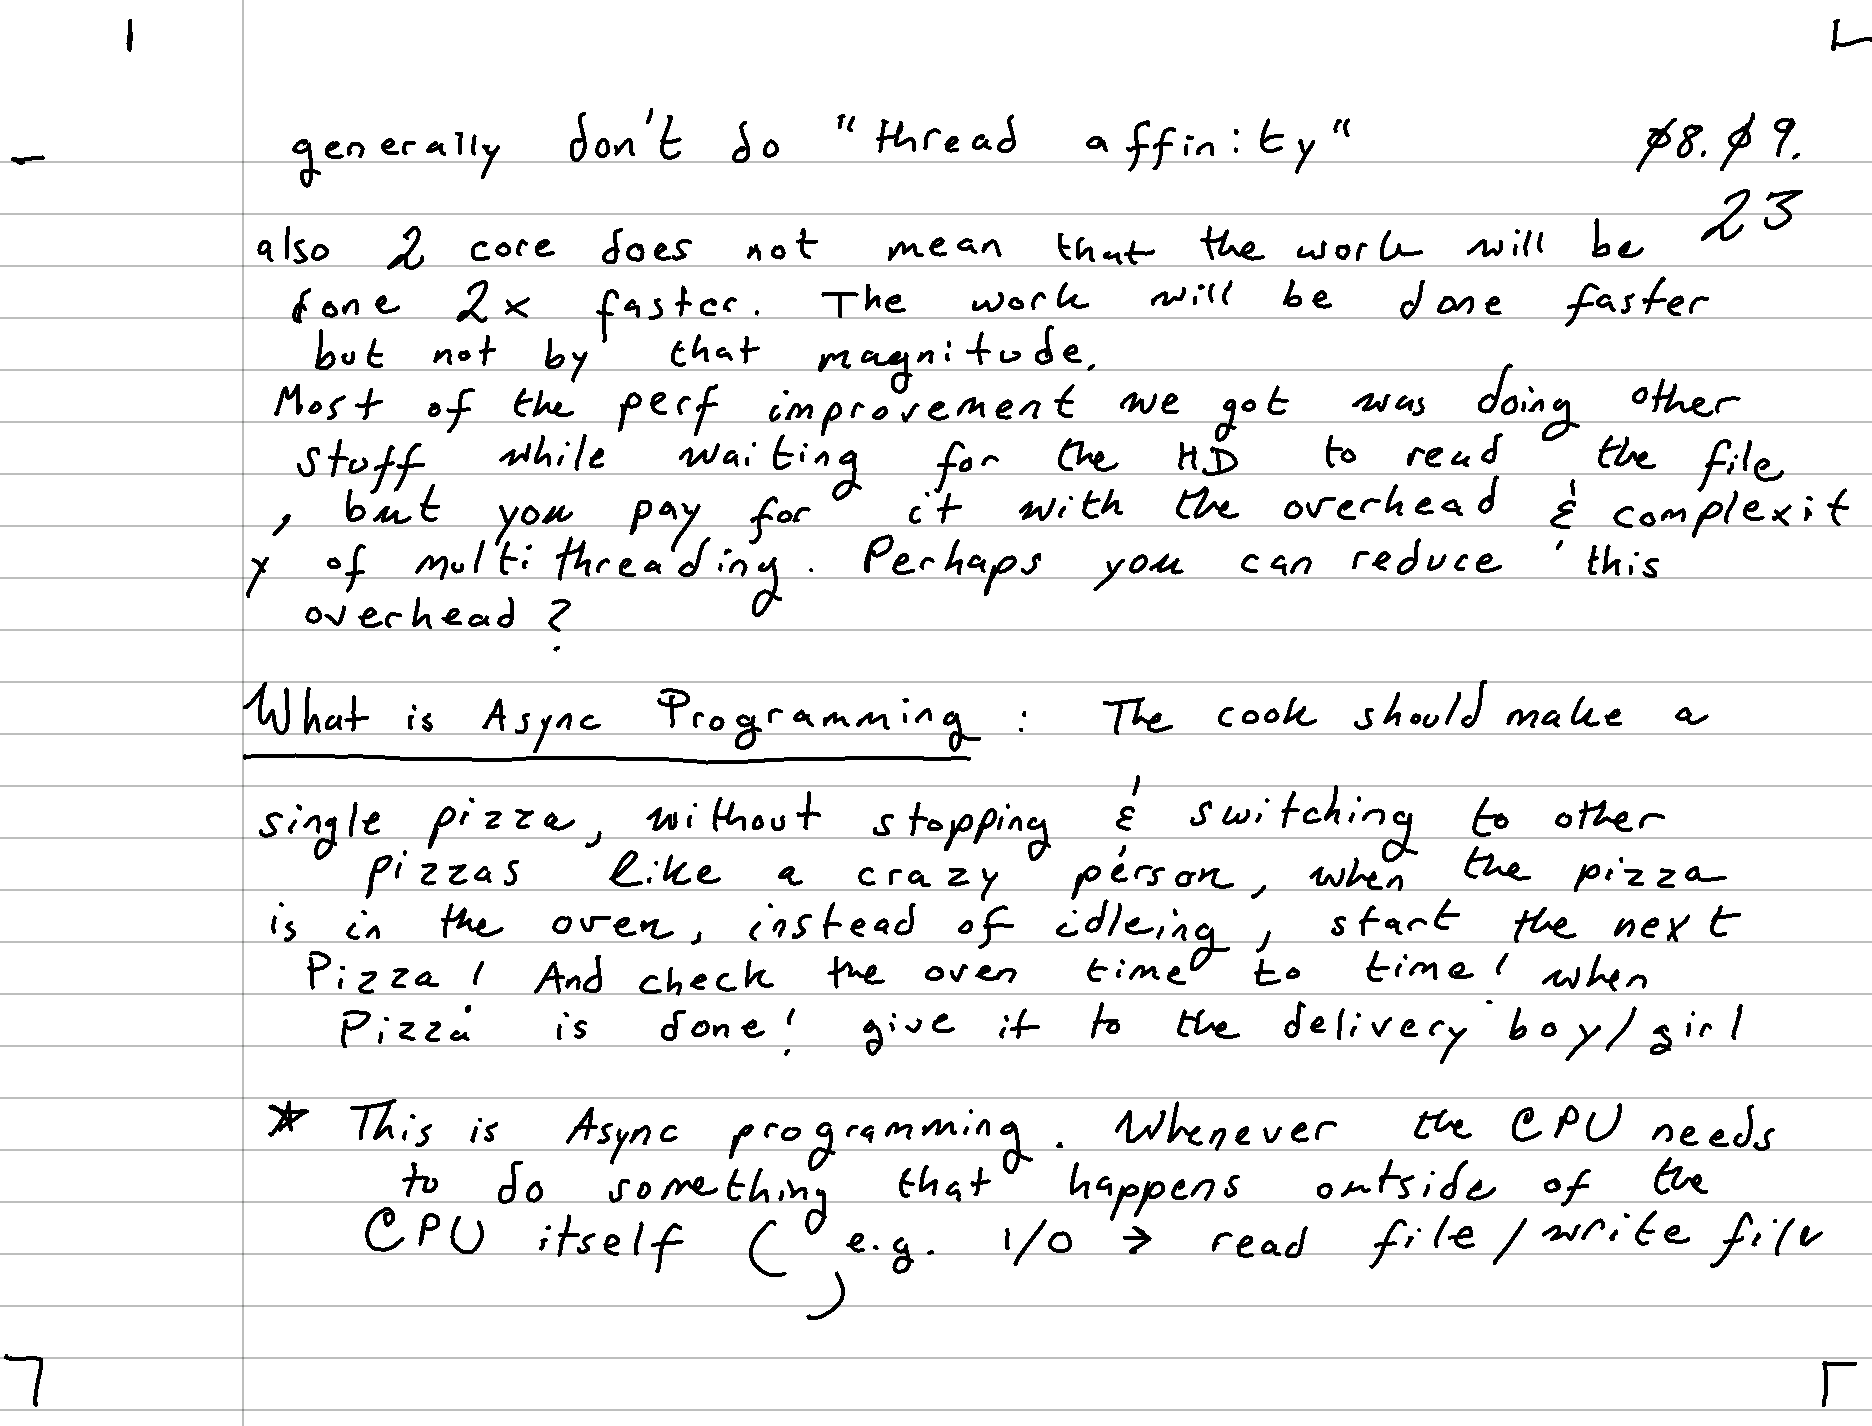 generally don't do "thread affinity" 08.09.
23
also 2 core does not mean that the work will be
done 2x faster. The work will be done faster
but not by that magnitude.
Most of the perf improvement we got was doing other
stuff while waiting for the HD to read the file
, but you pay for it with the overhead & complexit
y of multi threading. Perhaps you can reduce this
overhead?
What is Async Programming : The cook should make a
single pizza, without stopping & switching to other
pizzas like a crazy person, when the pizza
is in the oven, instead of idleing, start the next
Pizza! And check the oven time to time! when
Pizza is done! give it to the delivery boy/girl
* This is Async programming. Whenever the CPU needs
to do something that happens outside of the
CPU itself ( e.g. I/O → read file/write file
)